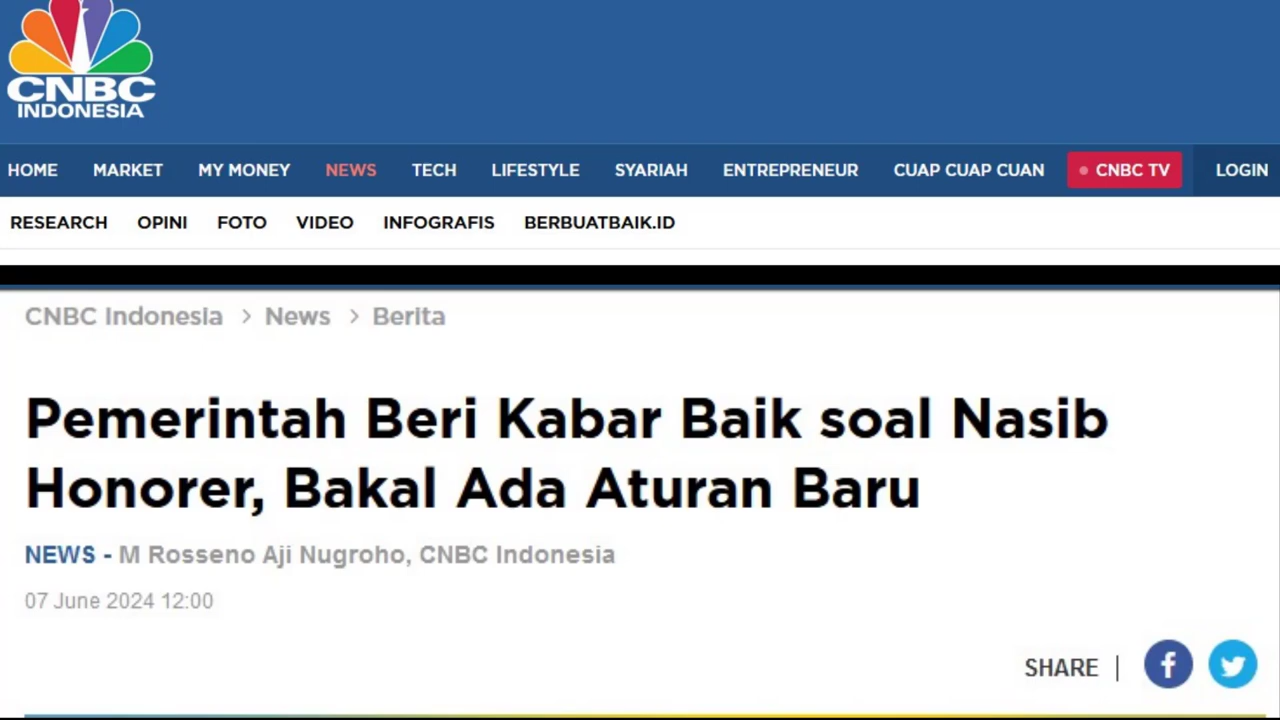 CNBC
INDONESIA
HOME MARKET MY MONEY NEWS TECH LIFESTYLE SYARIAH ENTREPRENEUR CUAP CUAP CUAN CNBC TV LOGIN
RESEARCH OPINI FOTO VIDEO INFOGRAFIS BERBUATBAIK.ID
CNBC Indonesia > News > Berita
Pemerintah Beri Kabar Baik soal Nasib
Honorer, Bakal Ada Aturan Baru
NEWS - M Rosseno Aji Nugroho, CNBC Indonesia
07 June 2024 12:00
SHARE |